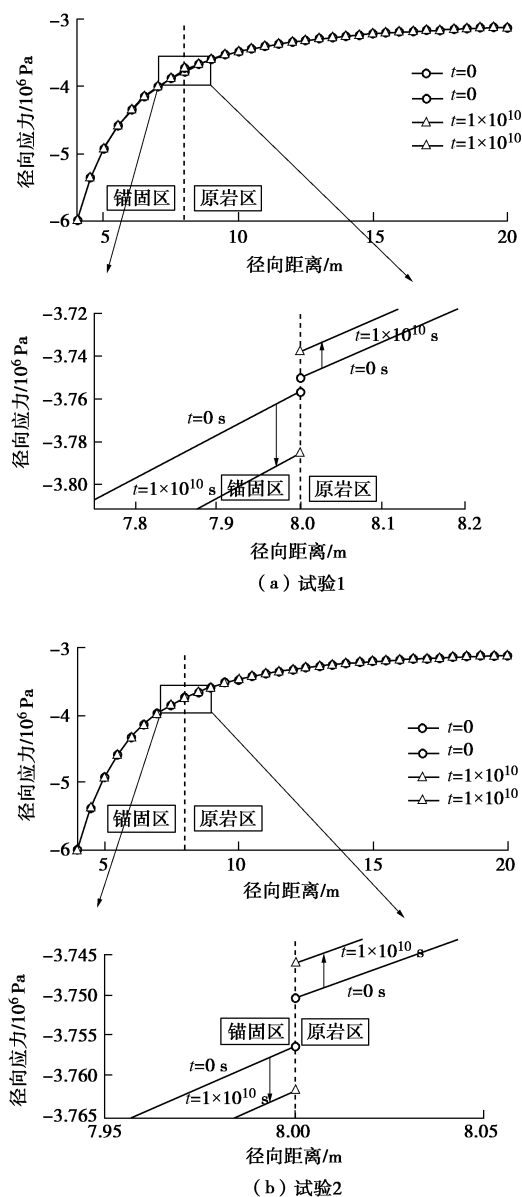 −3
−4
−5
−6
径向应力/10⁶ Pa
t=0
t=0
t=1×10¹⁰
t=1×10¹⁰
锚固区
原岩区
5
10
15
20
径向距离/m
−3.72
−3.74
−3.76
−3.78
−3.80
径向应力/10⁶ Pa
t=1×10¹⁰ s
t=0 s
t=0 s
t=1×10¹⁰ s
锚固区
原岩区
7.8
7.9
8.0
8.1
8.2
径向距离/m
（a）试验1
−3
−4
−5
−6
径向应力/10⁶ Pa
t=0
t=0
t=1×10¹⁰
t=1×10¹⁰
锚固区
原岩区
5
10
15
20
径向距离/m
−3.745
−3.750
−3.755
−3.760
−3.765
径向应力/10⁶ Pa
t=1×10¹⁰ s
t=0 s
锚固区
原岩区
t=0 s
t=1×10¹⁰ s
7.95
8.00
8.05
径向距离/m
（b）试验2